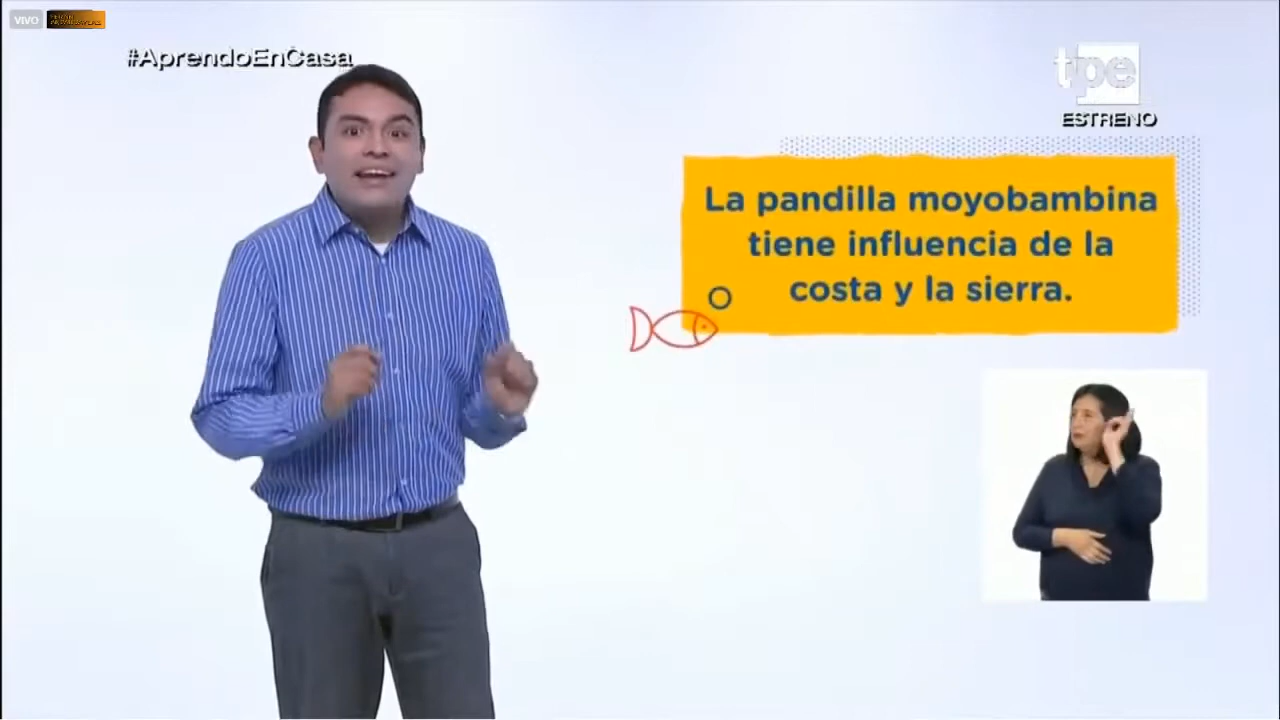 VIVO
#AprendoEnCasa
tpe
ESTRENO
La pandilla moyobambina
tiene influencia de la
costa y la sierra.